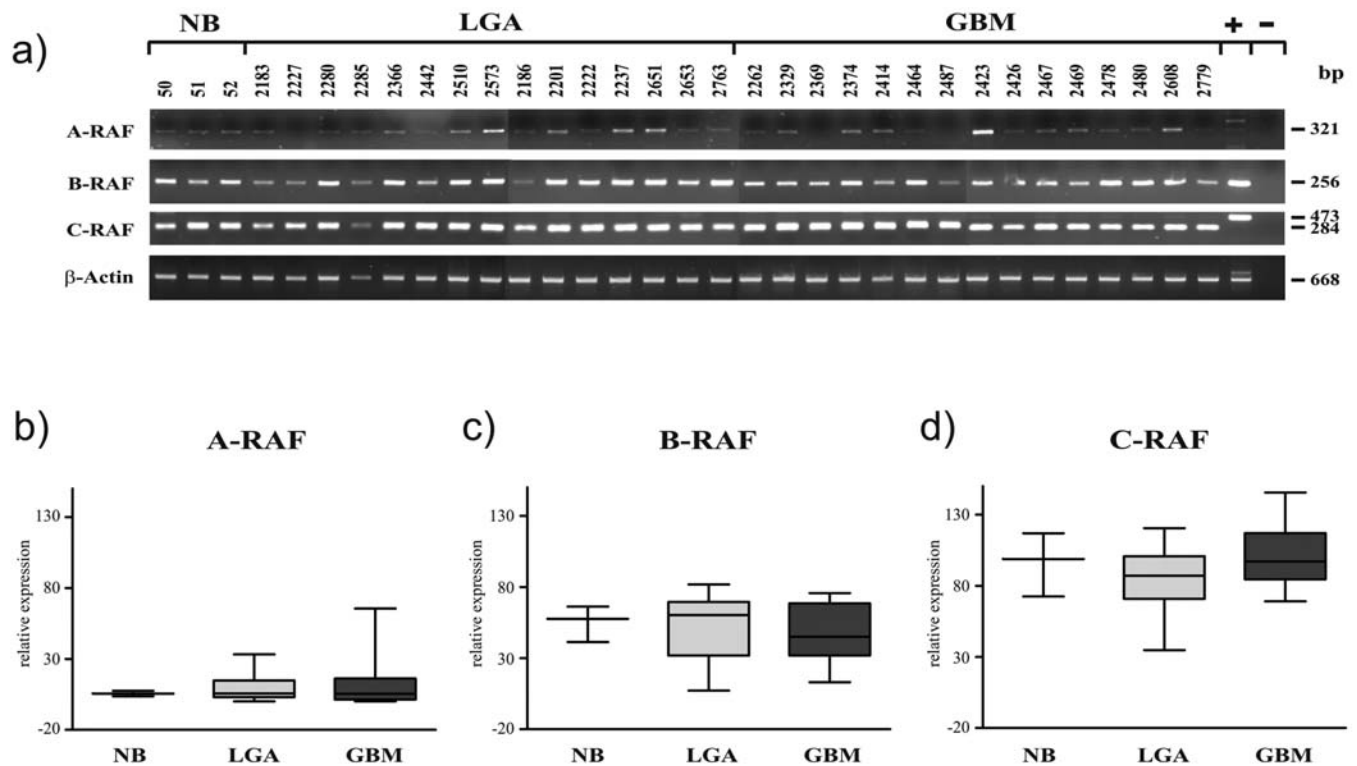 a)
NB LGA GBM + −
50 51 52 2183 2227 2280 2285 2366 2442 2510 2573 2186 2201 2222 2237 2651 2653 2763 2262 2329 2369 2374 2414 2464 2487 2423 2426 2467 2469 2478 2480 2608 2779 bp
A-RAF 321
B-RAF 256
C-RAF 473
284
β-Actin 668
b)
A-RAF
relative expression
130
80
30
-20
NB LGA GBM
c)
B-RAF
relative expression
130
80
30
-20
NB LGA GBM
d)
C-RAF
relative expression
130
80
30
-20
NB LGA GBM